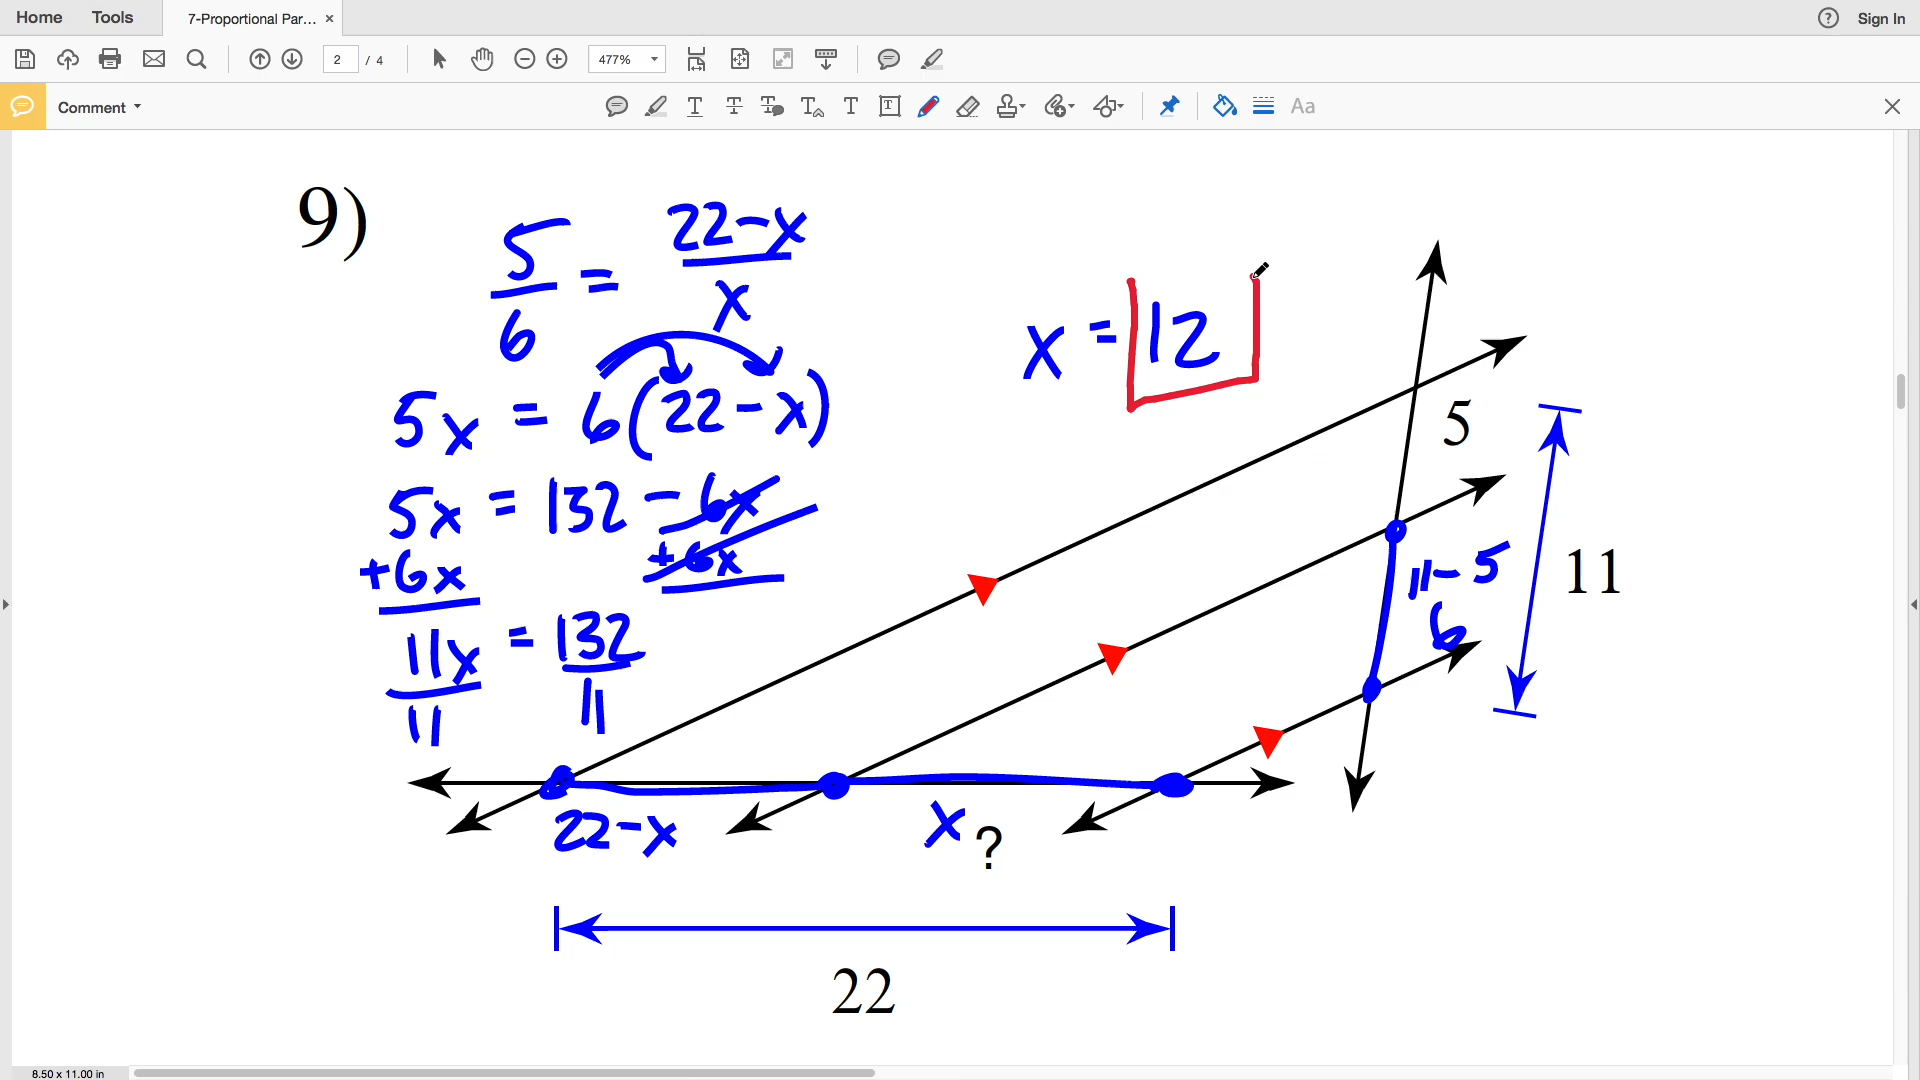 Home Tools 7-Proportional Par... × ? Sign In
2 / 4 477%
Comment T T T T T T Aa
9)
5/6 = (22-x)/x
5x = 6(22-x)
5x = 132 - 6x
+6x +6x
11x = 132
11 11
x = 12
5
11-5
6
11
22-x
x ?
22
8.50 x 11.00 in